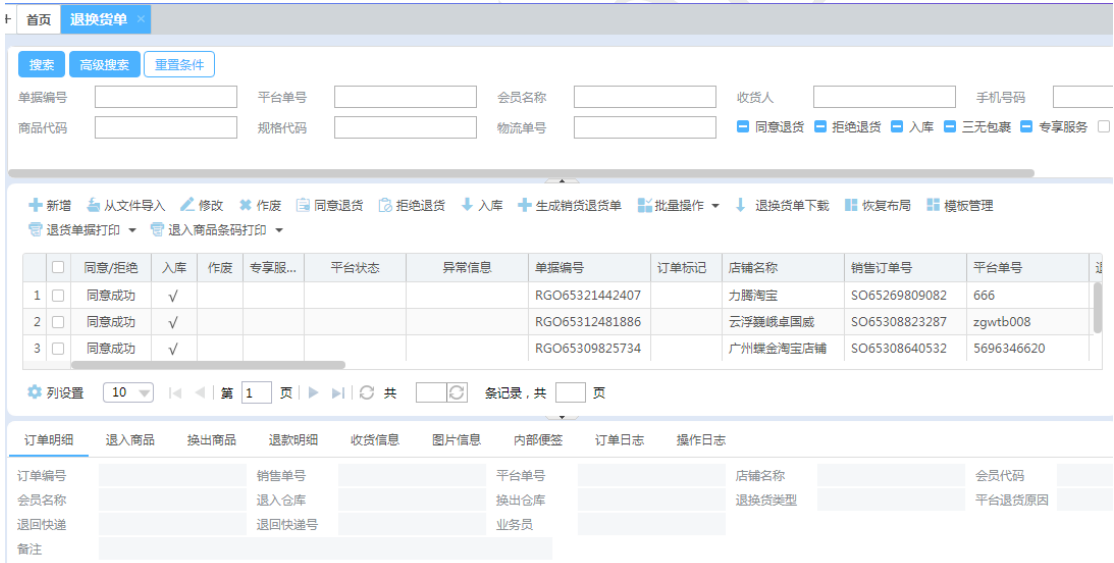 首页 退换货单 ×
搜索 高级搜索 重置条件
单据编号 平台单号 会员名称 收货人 手机号码
商品代码 规格代码 物流单号 同意退货 拒绝退货 入库 三无包裹 专享服务
新增 从文件导入 修改 作废 同意退货 拒绝退货 入库 生成销货退货单 批量操作 退换货单下载 恢复布局 模板管理
退货单据打印 退入商品条码打印
同意/拒绝 入库 作废 专享服... 平台状态 异常信息 单据编号 订单标记 店铺名称 销售订单号 平台单号
1 同意成功 √ RGO65321442407 力腾淘宝 SO65269809082 666
2 同意成功 √ RGO65312481886 云浮巍峨卓国威 SO65308823287 zgwtb008
3 同意成功 √ RGO65309825734 广州蝶金淘宝店铺 SO65308640532 5696346620
列设置 10 第 1 页 共 条记录，共 页
订单明细 退入商品 换出商品 退款明细 收货信息 图片信息 内部便签 订单日志 操作日志
订单编号 销售单号 平台单号 店铺名称 会员代码
会员名称 退入仓库 换出仓库 退换货类型 平台退货原因
退回快递 退回快递号 业务员
备注